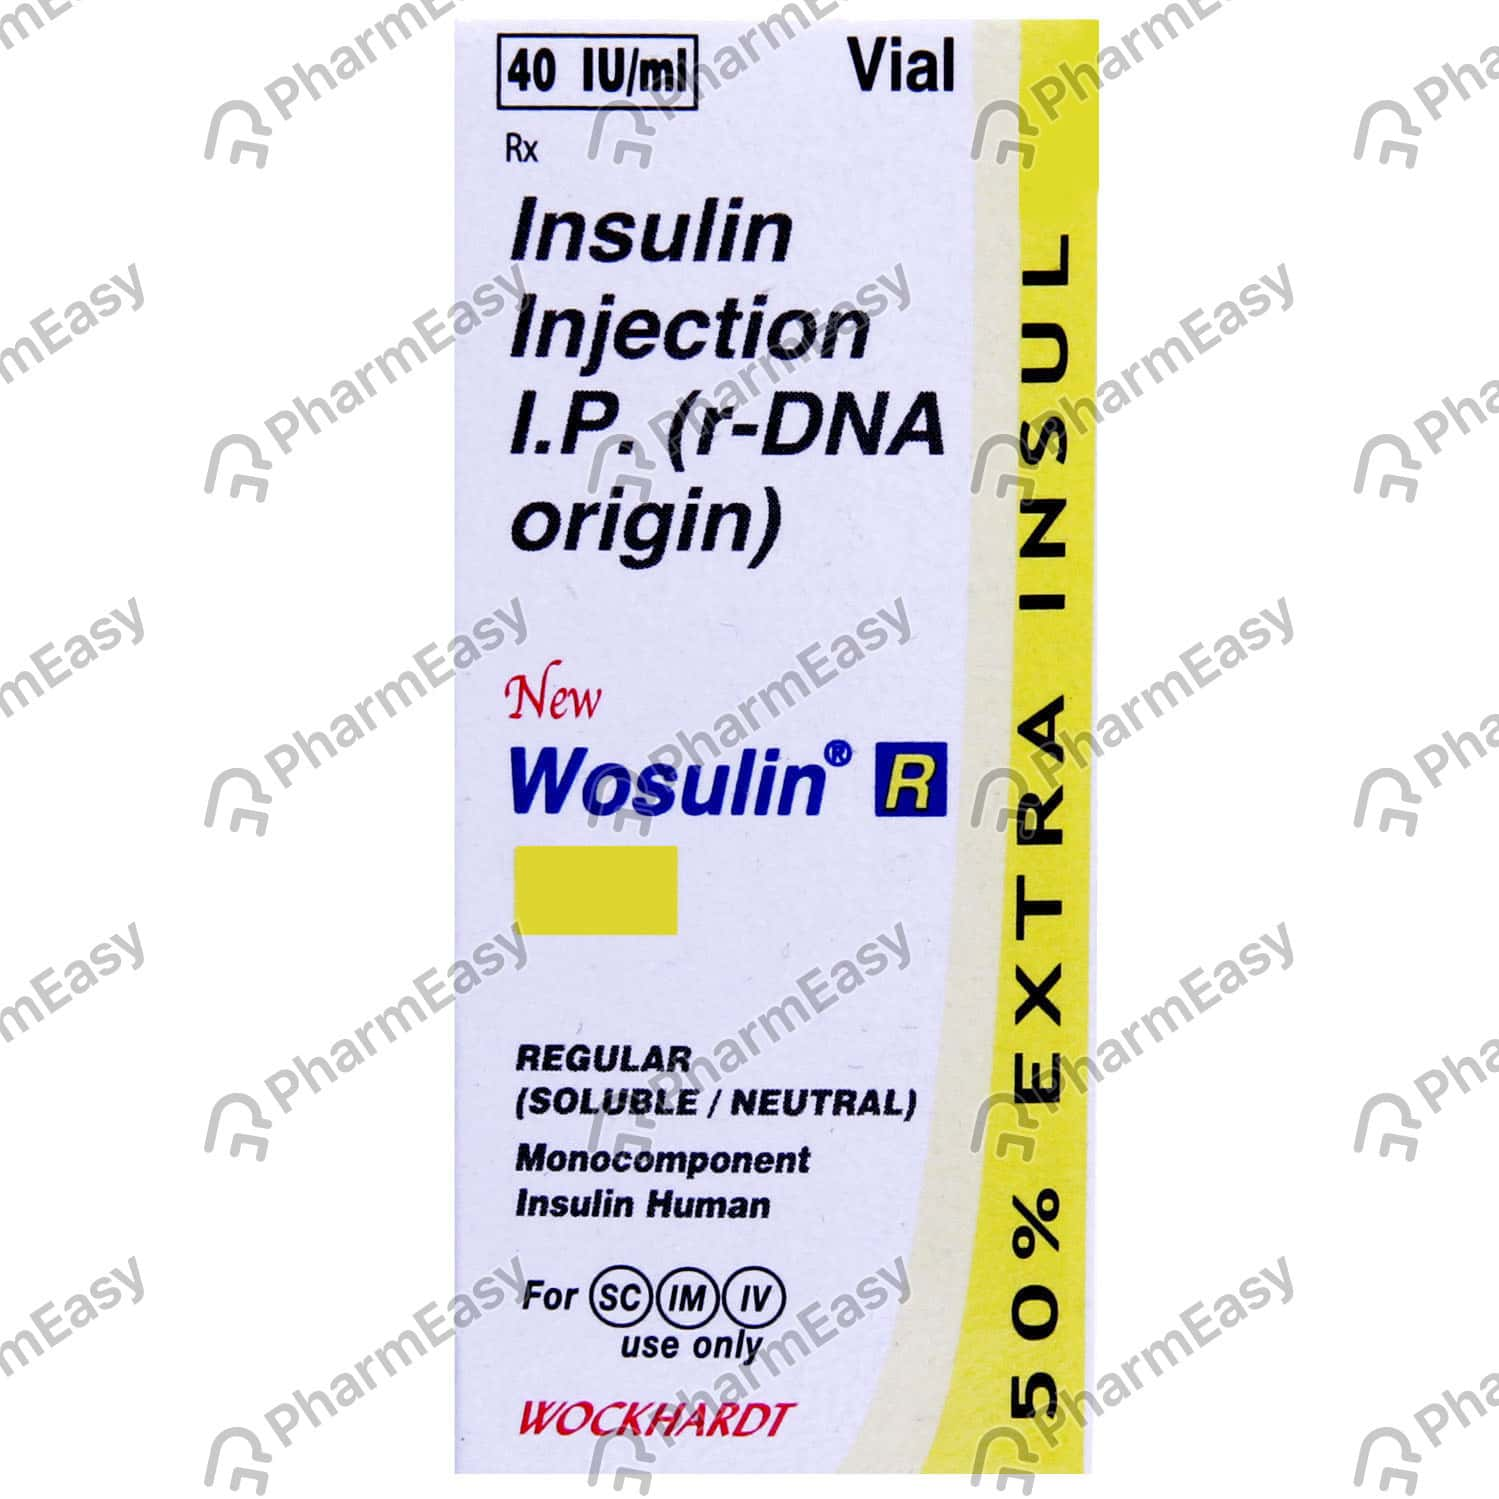 40 IU/ml
Vial
Rx
Insulin
Injection
I.P. (r-DNA
origin)
New
Wosulin® R
REGULAR
(SOLUBLE / NEUTRAL)
Monocomponent
Insulin Human
For SC IM IV
use only
WOCKHARDT
50% EXTRA INSUL
PharmEasy